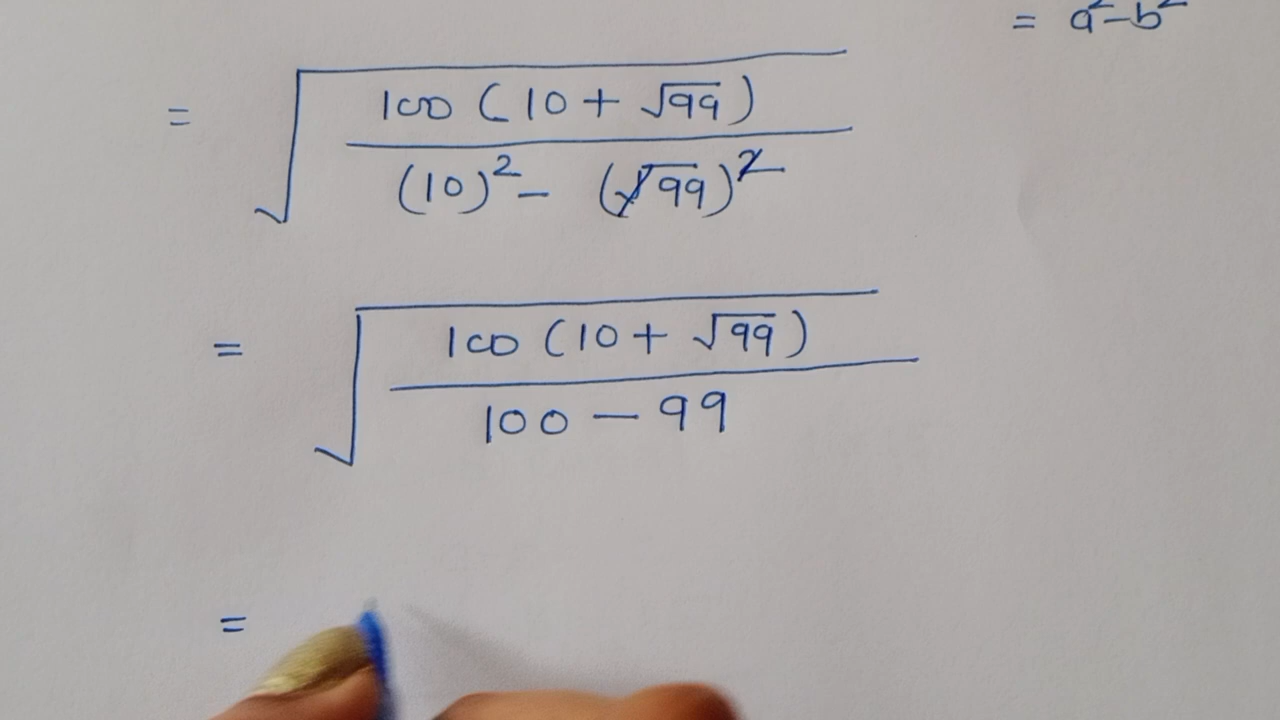 = a²-b²
= √(100 (10 + √99) / (10)² - (√99)²)
= √(100 (10 + √99) / 100 - 99)
=